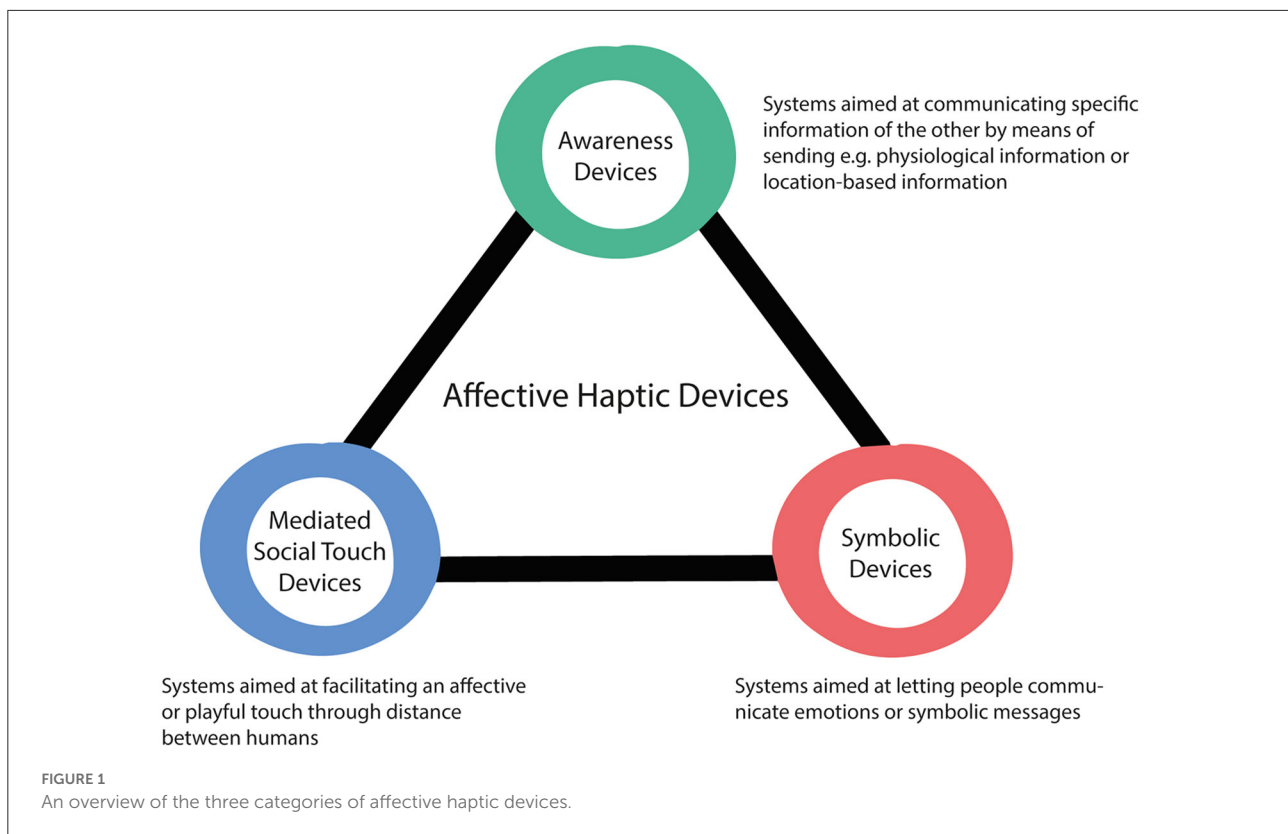 Awareness
Devices
Systems aimed at communicating specific
information of the other by means of
sending e.g. physiological information or
location-based information
Affective Haptic Devices
Mediated
Social Touch
Devices
Symbolic
Devices
Systems aimed at facilitating an affective
or playful touch through distance
between humans
Systems aimed at letting people commu-
nicate emotions or symbolic messages
FIGURE 1
An overview of the three categories of affective haptic devices.